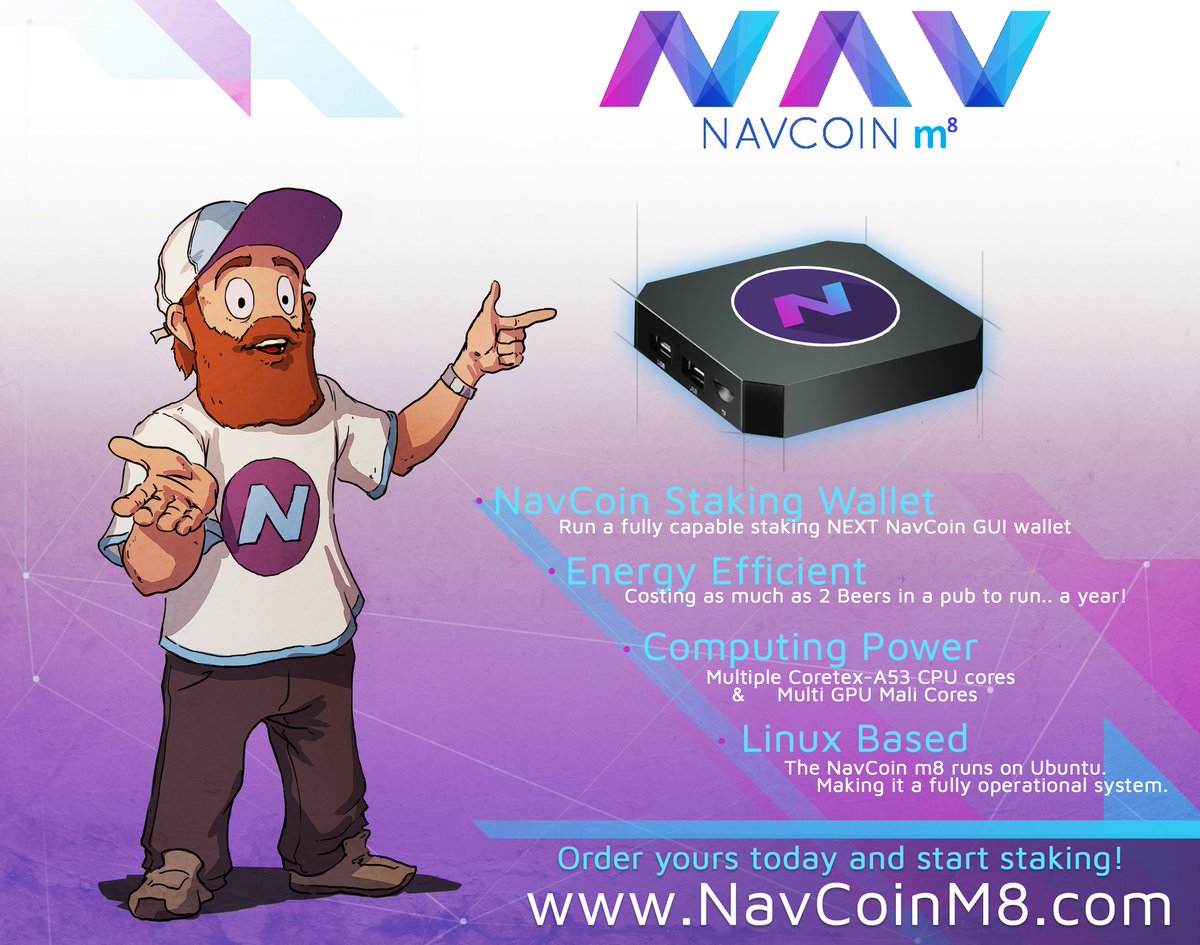 NAV
NAVCOIN m8
N
N
NavCoin Staking Wallet
Run a fully capable staking NEXT NavCoin GUI wallet
Energy Efficient
Costing as much as 2 Beers in a pub to run.. a year!
Computing Power
Multiple Coretex-A53 CPU cores
& Multi GPU Mali Cores
Linux Based
The NavCoin m8 runs on Ubuntu.
Making it a fully operational system.
Order yours today and start staking!
www.NavCoinM8.com